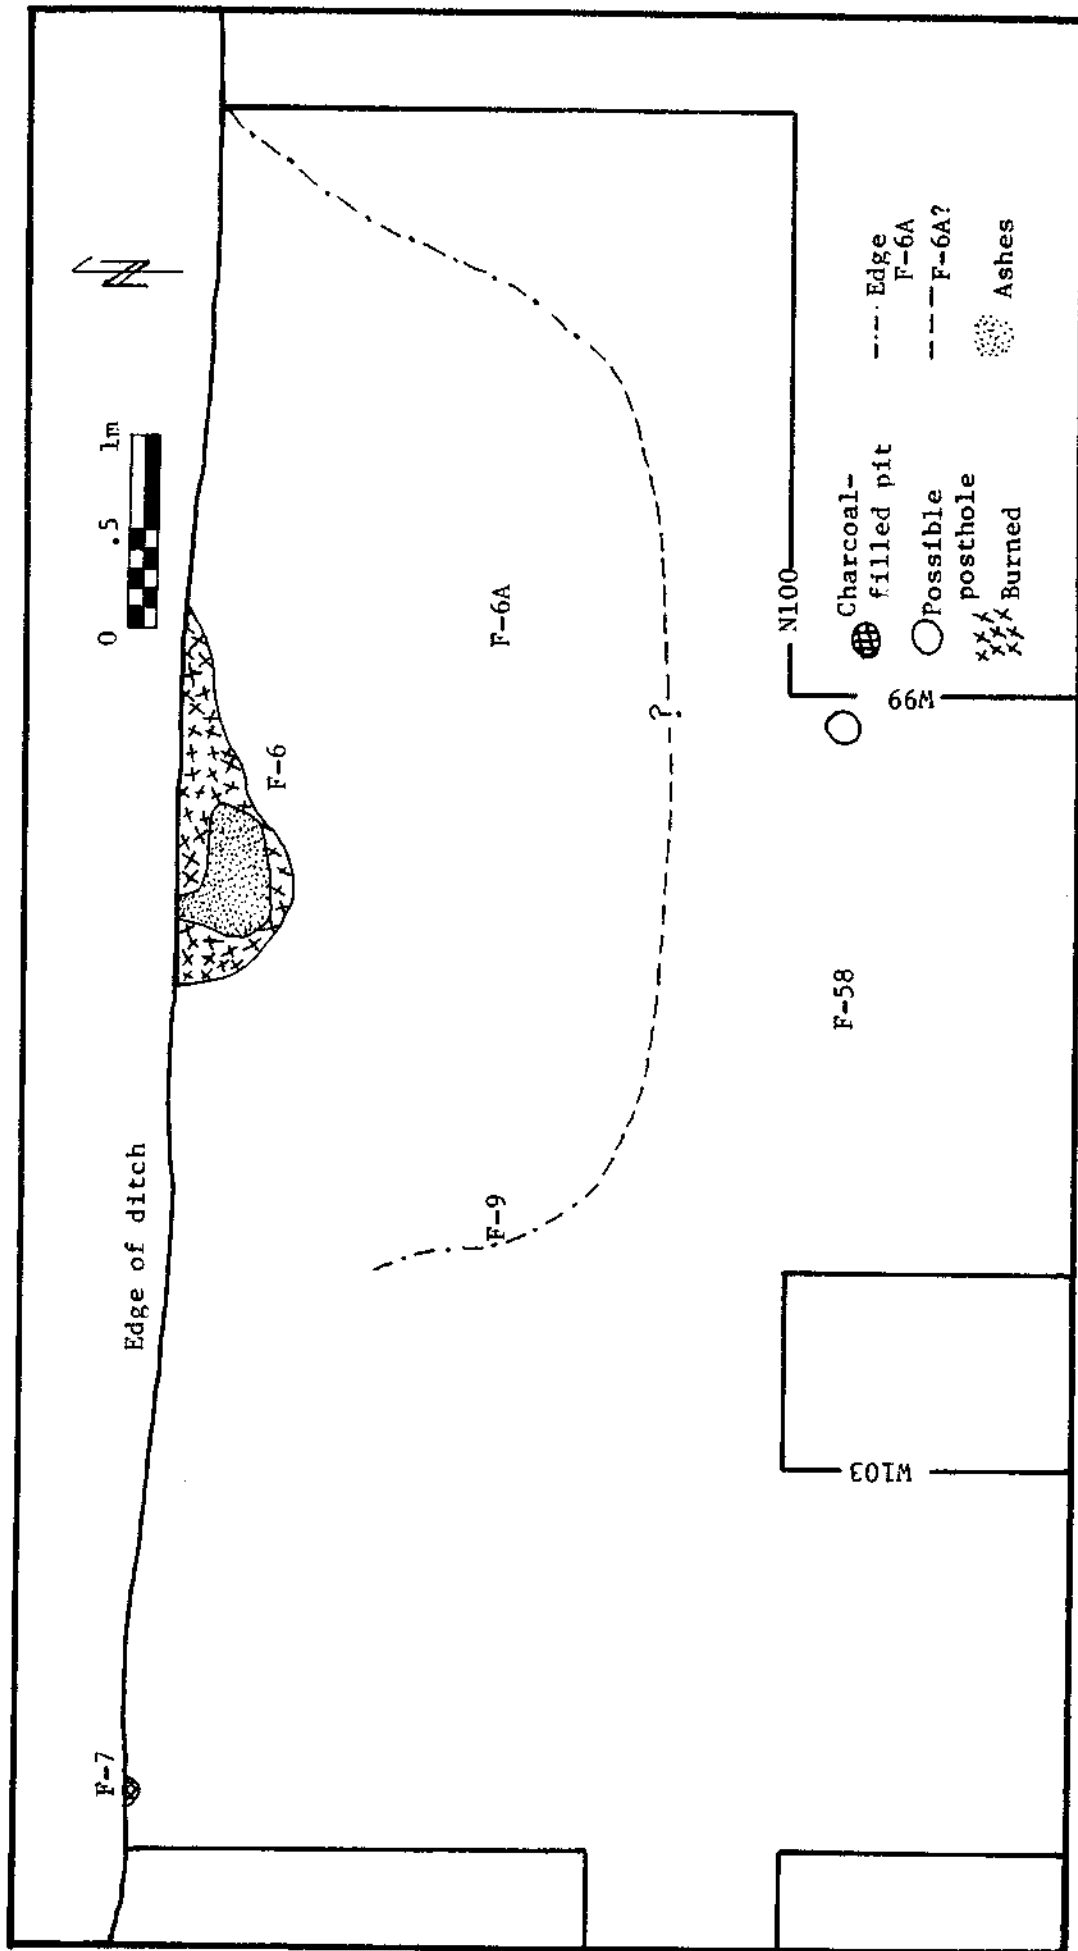 Edge of ditch
0 .5 1m
N
F-7
F-6
F-9
F-6A
?
F-58
N100
W99
W103
Charcoal-
filled pit
Possible
posthole
Burned
Edge
F-6A
F-6A?
Ashes